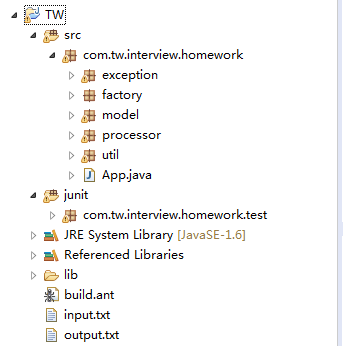 TW
src
com.tw.interview.homework
exception
factory
model
processor
util
App.java
junit
com.tw.interview.homework.test
JRE System Library [JavaSE-1.6]
Referenced Libraries
lib
build.ant
input.txt
output.txt